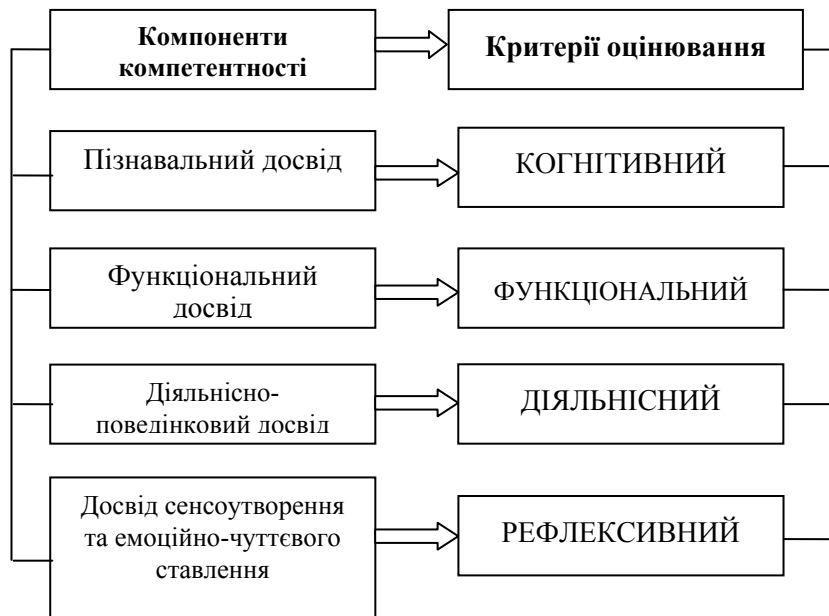 Компоненти
компетентності
Критерії оцінювання
Пізнавальний досвід
КОГНІТИВНИЙ
Функціональний
досвід
ФУНКЦІОНАЛЬНИЙ
Діяльнісно-
поведінковий досвід
ДІЯЛЬНІСНИЙ
Досвід сенсоутворення
та емоційно-чуттєвого
ставлення
РЕФЛЕКСИВНИЙ